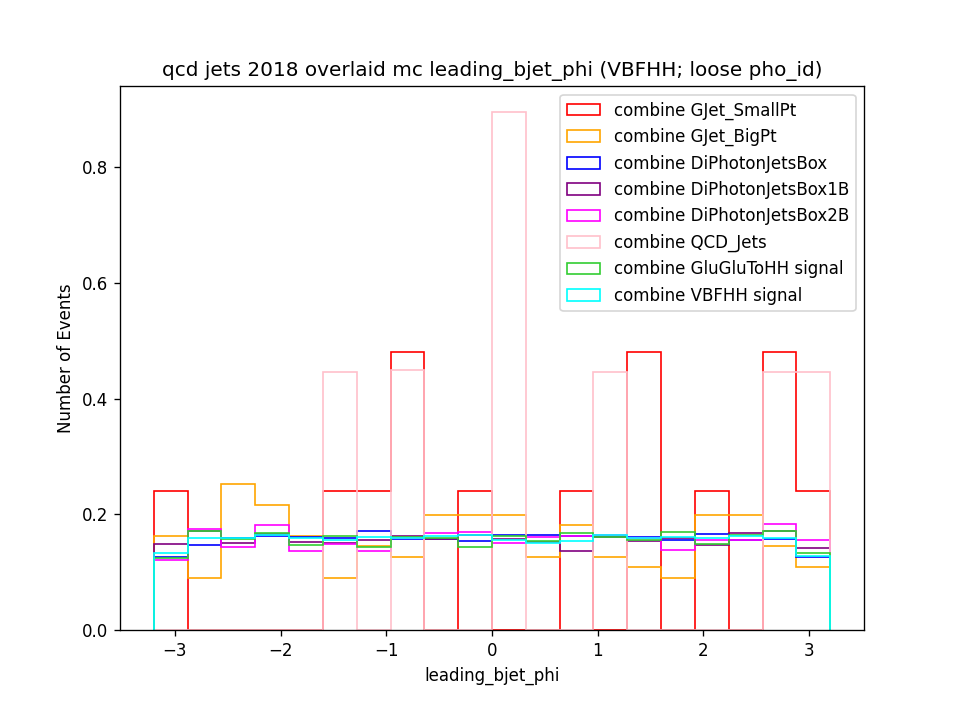 qcd jets 2018 overlaid mc leading_bjet_phi (VBFHH; loose pho_id)
combine GJet_SmallPt
combine GJet_BigPt
combine DiPhotonJetsBox
combine DiPhotonJetsBox1B
combine DiPhotonJetsBox2B
combine QCD_Jets
combine GluGluToHH signal
combine VBFHH signal
Number of Events
0.8
0.6
0.4
0.2
0.0
−3 −2 −1 0 1 2 3
leading_bjet_phi